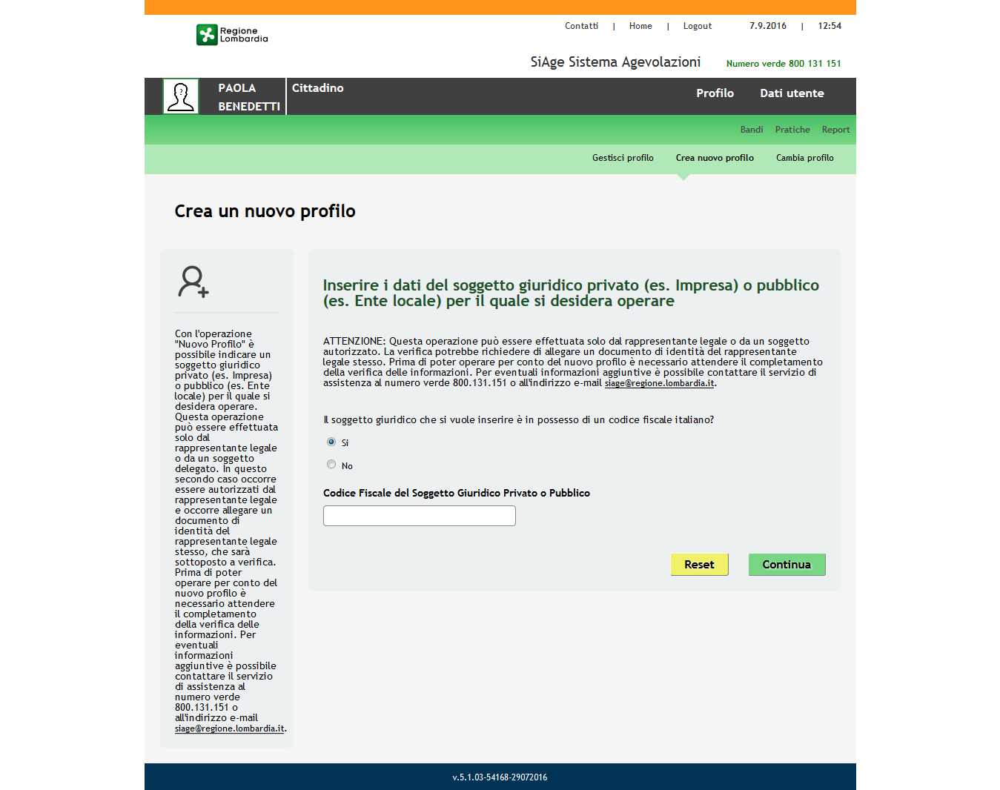 Regione
Lombardia
Contatti | Home | Logout 7.9.2016 | 12:54
SiAge Sistema Agevolazioni Numero verde 800 131 151
?
PAOLA
BENEDETTI
Cittadino
Profilo Dati utente
Bandi Pratiche Report
Gestisci profilo Crea nuovo profilo Cambia profilo
Crea un nuovo profilo
Con l'operazione
"Nuovo Profilo" è
possibile indicare un
soggetto giuridico
privato (es. Impresa)
o pubblico (es. Ente
locale) per il quale si
desidera operare.
Questa operazione
può essere effettuata
solo dal
rappresentante legale
o da un soggetto
delegato. In questo
secondo caso occorre
essere autorizzati dal
rappresentante legale
e occorre allegare un
documento di
identità del
rappresentante legale
stesso, che sarà
sottoposto a verifica.
Prima di poter
operare per conto del
nuovo profilo è
necessario attendere
il completamento
della verifica delle
informazioni. Per
eventuali
informazioni
aggiuntive è possibile
contattare il servizio
di assistenza al
numero verde
800.131.151 o
all'indirizzo e-mail
siage@regione.lombardia.it.
Inserire i dati del soggetto giuridico privato (es. Impresa) o pubblico
(es. Ente locale) per il quale si desidera operare
ATTENZIONE: Questa operazione può essere effettuata solo dal rappresentante legale o da un soggetto
autorizzato. La verifica potrebbe richiedere di allegare un documento di identità del rappresentante
legale stesso. Prima di poter operare per conto del nuovo profilo è necessario attendere il completamento
della verifica delle informazioni. Per eventuali informazioni aggiuntive è possibile contattare il servizio di
assistenza al numero verde 800.131.151 o all'indirizzo e-mail siage@regione.lombardia.it.
Il soggetto giuridico che si vuole inserire è in possesso di un codice fiscale italiano?
Si
No
Codice Fiscale del Soggetto Giuridico Privato o Pubblico
Reset Continua
v.5.1.03-54168-29072016